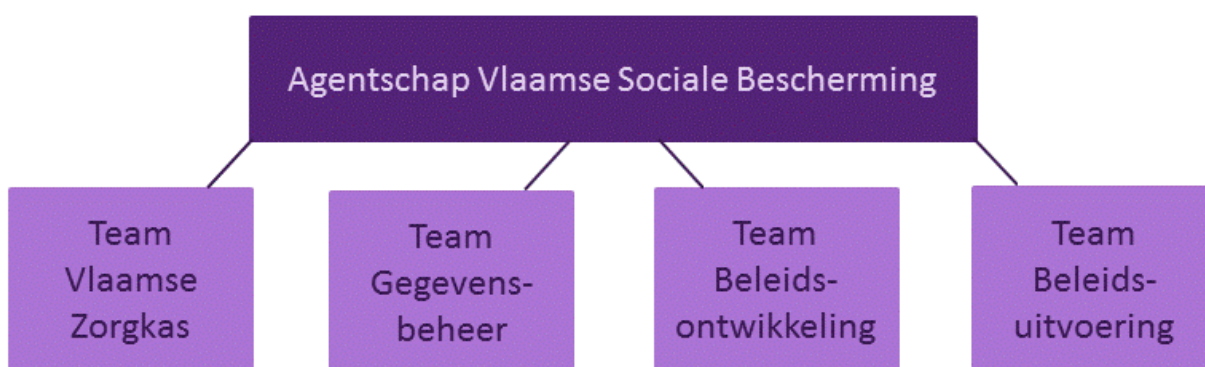 Agentschap Vlaamse Sociale Bescherming
Team
Vlaamse
Zorgkas
Team
Gegevens-
beheer
Team
Beleids-
ontwikkeling
Team
Beleids-
uitvoering